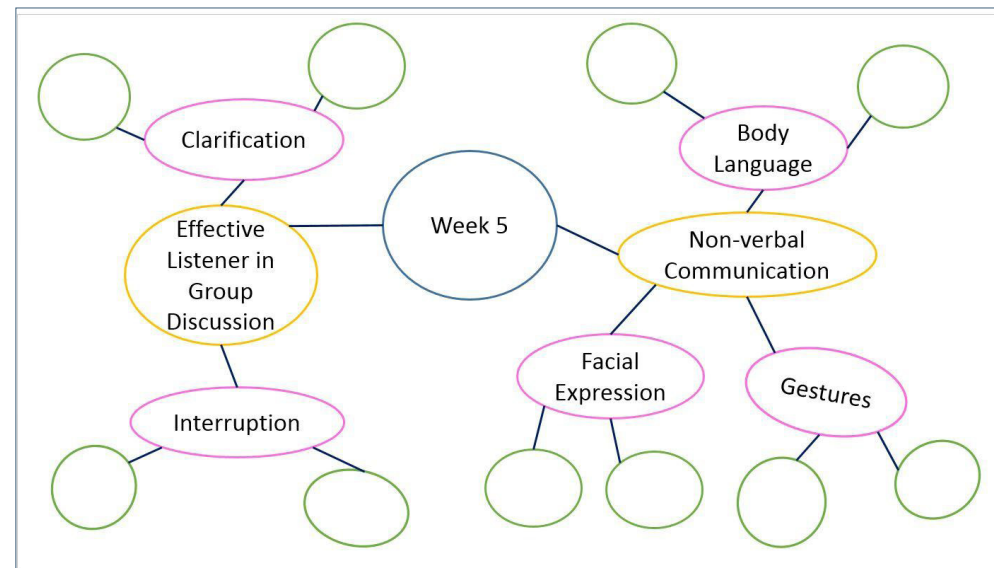 Clarification
Effective
Listener in
Group
Discussion
Interruption
Week 5
Body
Language
Non-verbal
Communication
Facial
Expression
Gestures